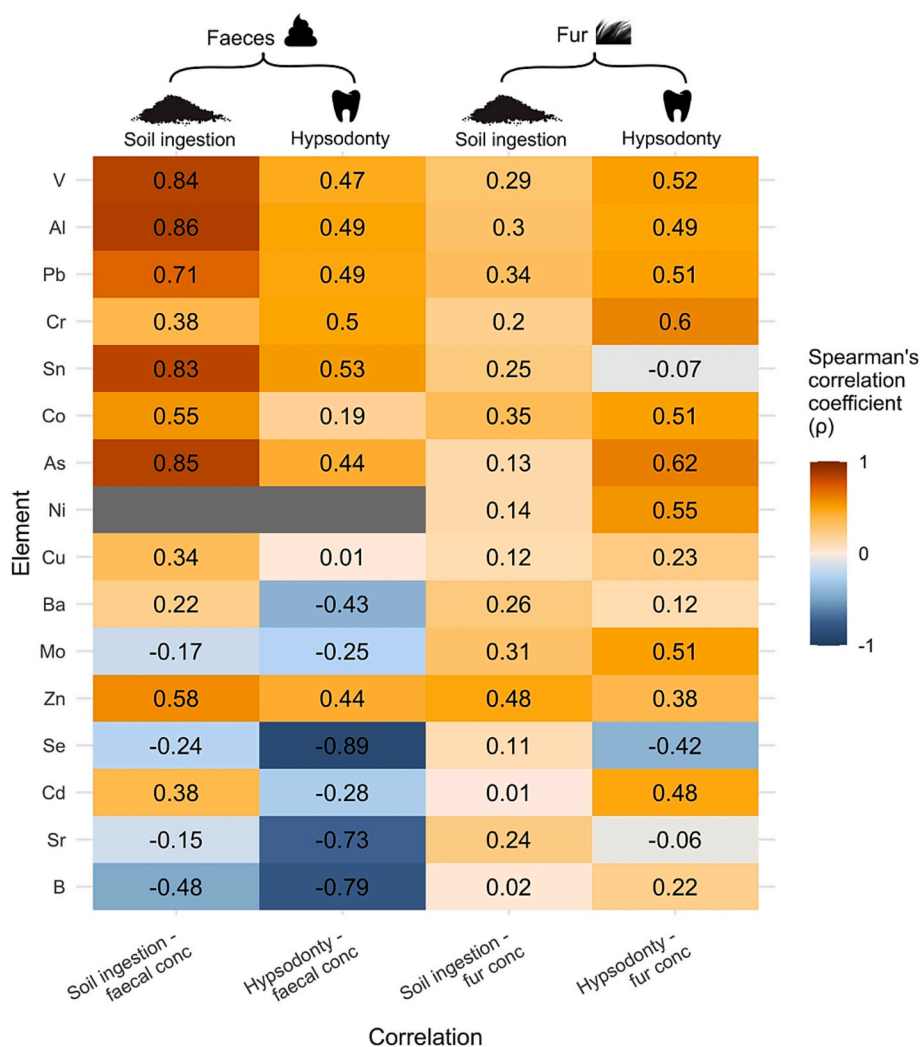 Faeces Fur
Soil ingestion Hypsodonty Soil ingestion Hypsodonty
V 0.84 0.47 0.29 0.52
Al 0.86 0.49 0.3 0.49
Pb 0.71 0.49 0.34 0.51
Cr 0.38 0.5 0.2 0.6
Sn 0.83 0.53 0.25 -0.07
Co 0.55 0.19 0.35 0.51
As 0.85 0.44 0.13 0.62
Ni 0.14 0.55
Cu 0.34 0.01 0.12 0.23
Ba 0.22 -0.43 0.26 0.12
Mo -0.17 -0.25 0.31 0.51
Zn 0.58 0.44 0.48 0.38
Se -0.24 -0.89 0.11 -0.42
Cd 0.38 -0.28 0.01 0.48
Sr -0.15 -0.73 0.24 -0.06
B -0.48 -0.79 0.02 0.22
Element
Soil ingestion -
faecal conc
Hypsodonty -
faecal conc
Soil ingestion -
fur conc
Hypsodonty -
fur conc
Correlation
Spearman's
correlation
coefficient
(ρ)
1
0
-1